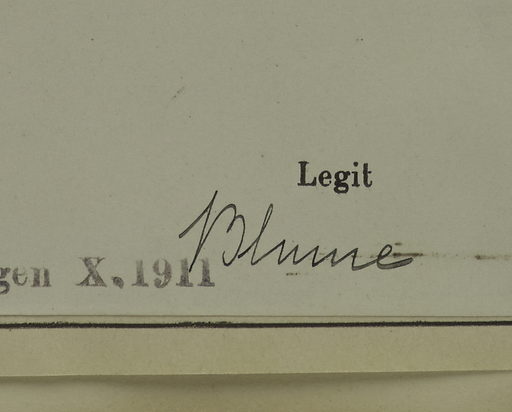 Legit
Blume
gen X. 1911